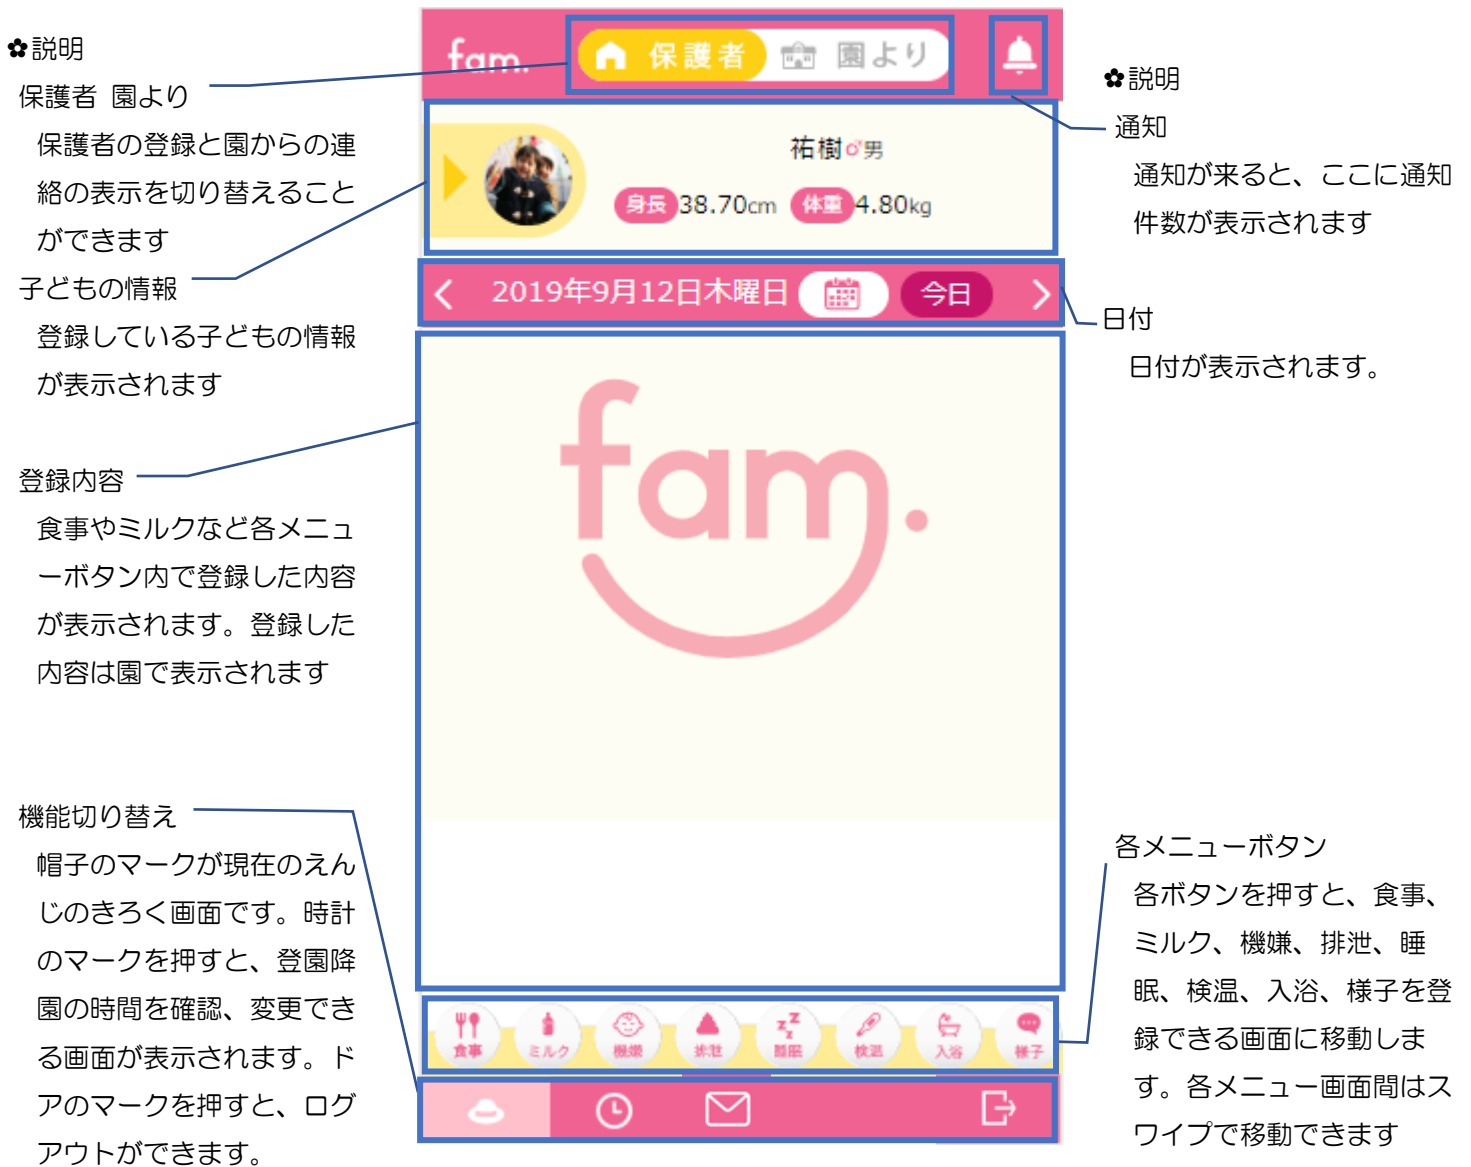 ✿説明
保護者 園より
保護者の登録と園からの連
絡の表示を切り替えること
ができます
子どもの情報
登録している子どもの情報
が表示されます
登録内容
食事やミルクなど各メニュ
ーボタン内で登録した内容
が表示されます。登録した
内容は園で表示されます
機能切り替え
帽子のマークが現在のえん
じのきろく画面です。時計
のマークを押すと、登園降
園の時間を確認、変更でき
る画面が表示されます。ド
アのマークを押すと、ログ
アウトができます。
fam.
保護者 園より
祐樹♂男
身長38.70cm 体重4.80kg
2019年9月12日木曜日 今日
fam.
食事 ミルク 機嫌 排泄 睡眠 検温 入浴 様子
✿説明
通知
通知が来ると、ここに通知
件数が表示されます
日付
日付が表示されます。
各メニューボタン
各ボタンを押すと、食事、
ミルク、機嫌、排泄、睡
眠、検温、入浴、様子を登
録できる画面に移動しま
す。各メニュー画面間はス
ワイプで移動できます